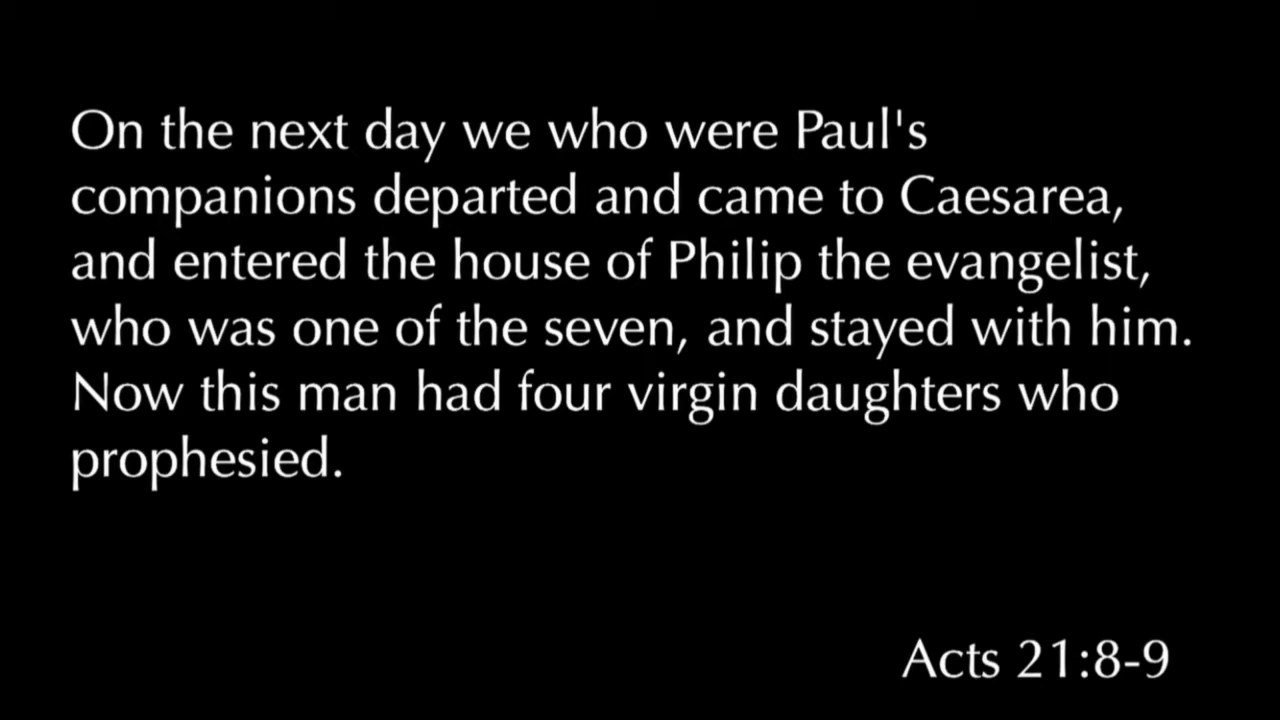 On the next day we who were Paul's
companions departed and came to Caesarea,
and entered the house of Philip the evangelist,
who was one of the seven, and stayed with him.
Now this man had four virgin daughters who
prophesied.
Acts 21:8-9